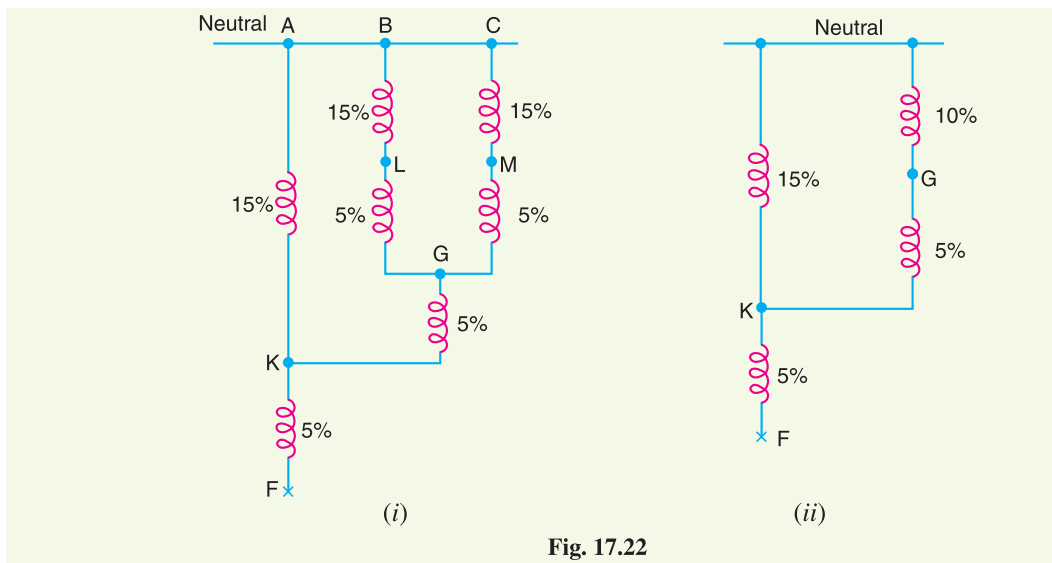 Neutral A B C
15% 15%
L M
15% 5% 5%
G
5%
K
5%
F
(i)
Neutral
10%
15% G
5%
K
5%
F
(ii)
Fig. 17.22